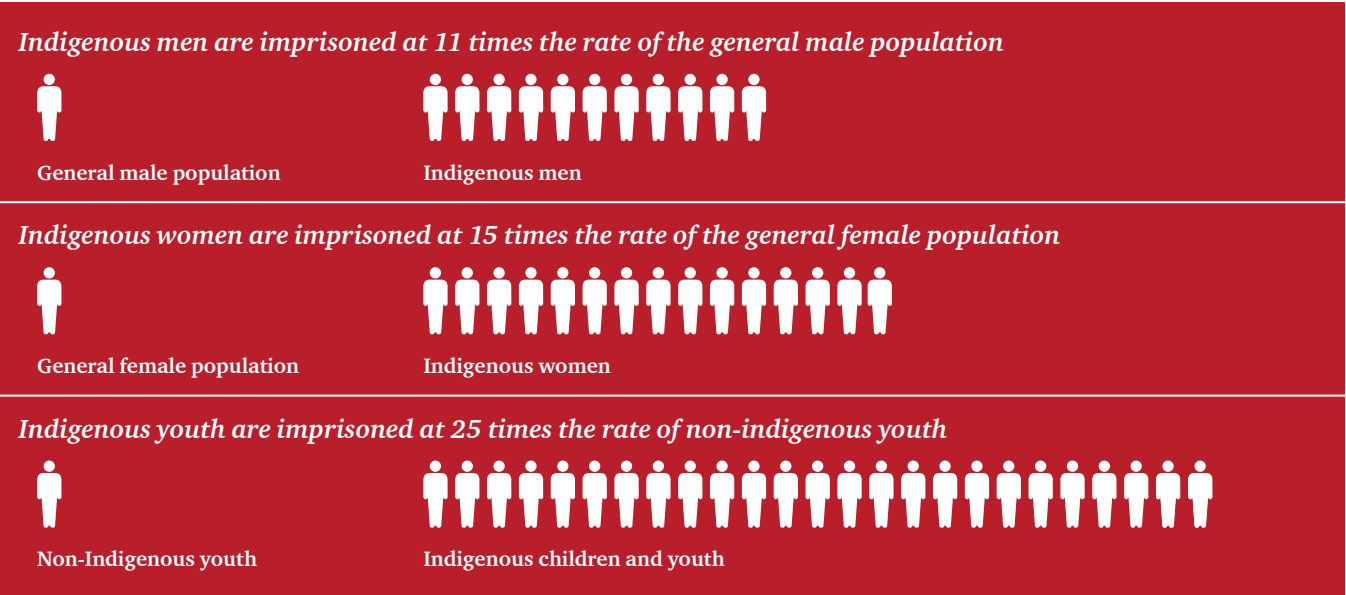 Indigenous men are imprisoned at 11 times the rate of the general male population
General male population
Indigenous men
Indigenous women are imprisoned at 15 times the rate of the general female population
General female population
Indigenous women
Indigenous youth are imprisoned at 25 times the rate of non-indigenous youth
Non-Indigenous youth
Indigenous children and youth